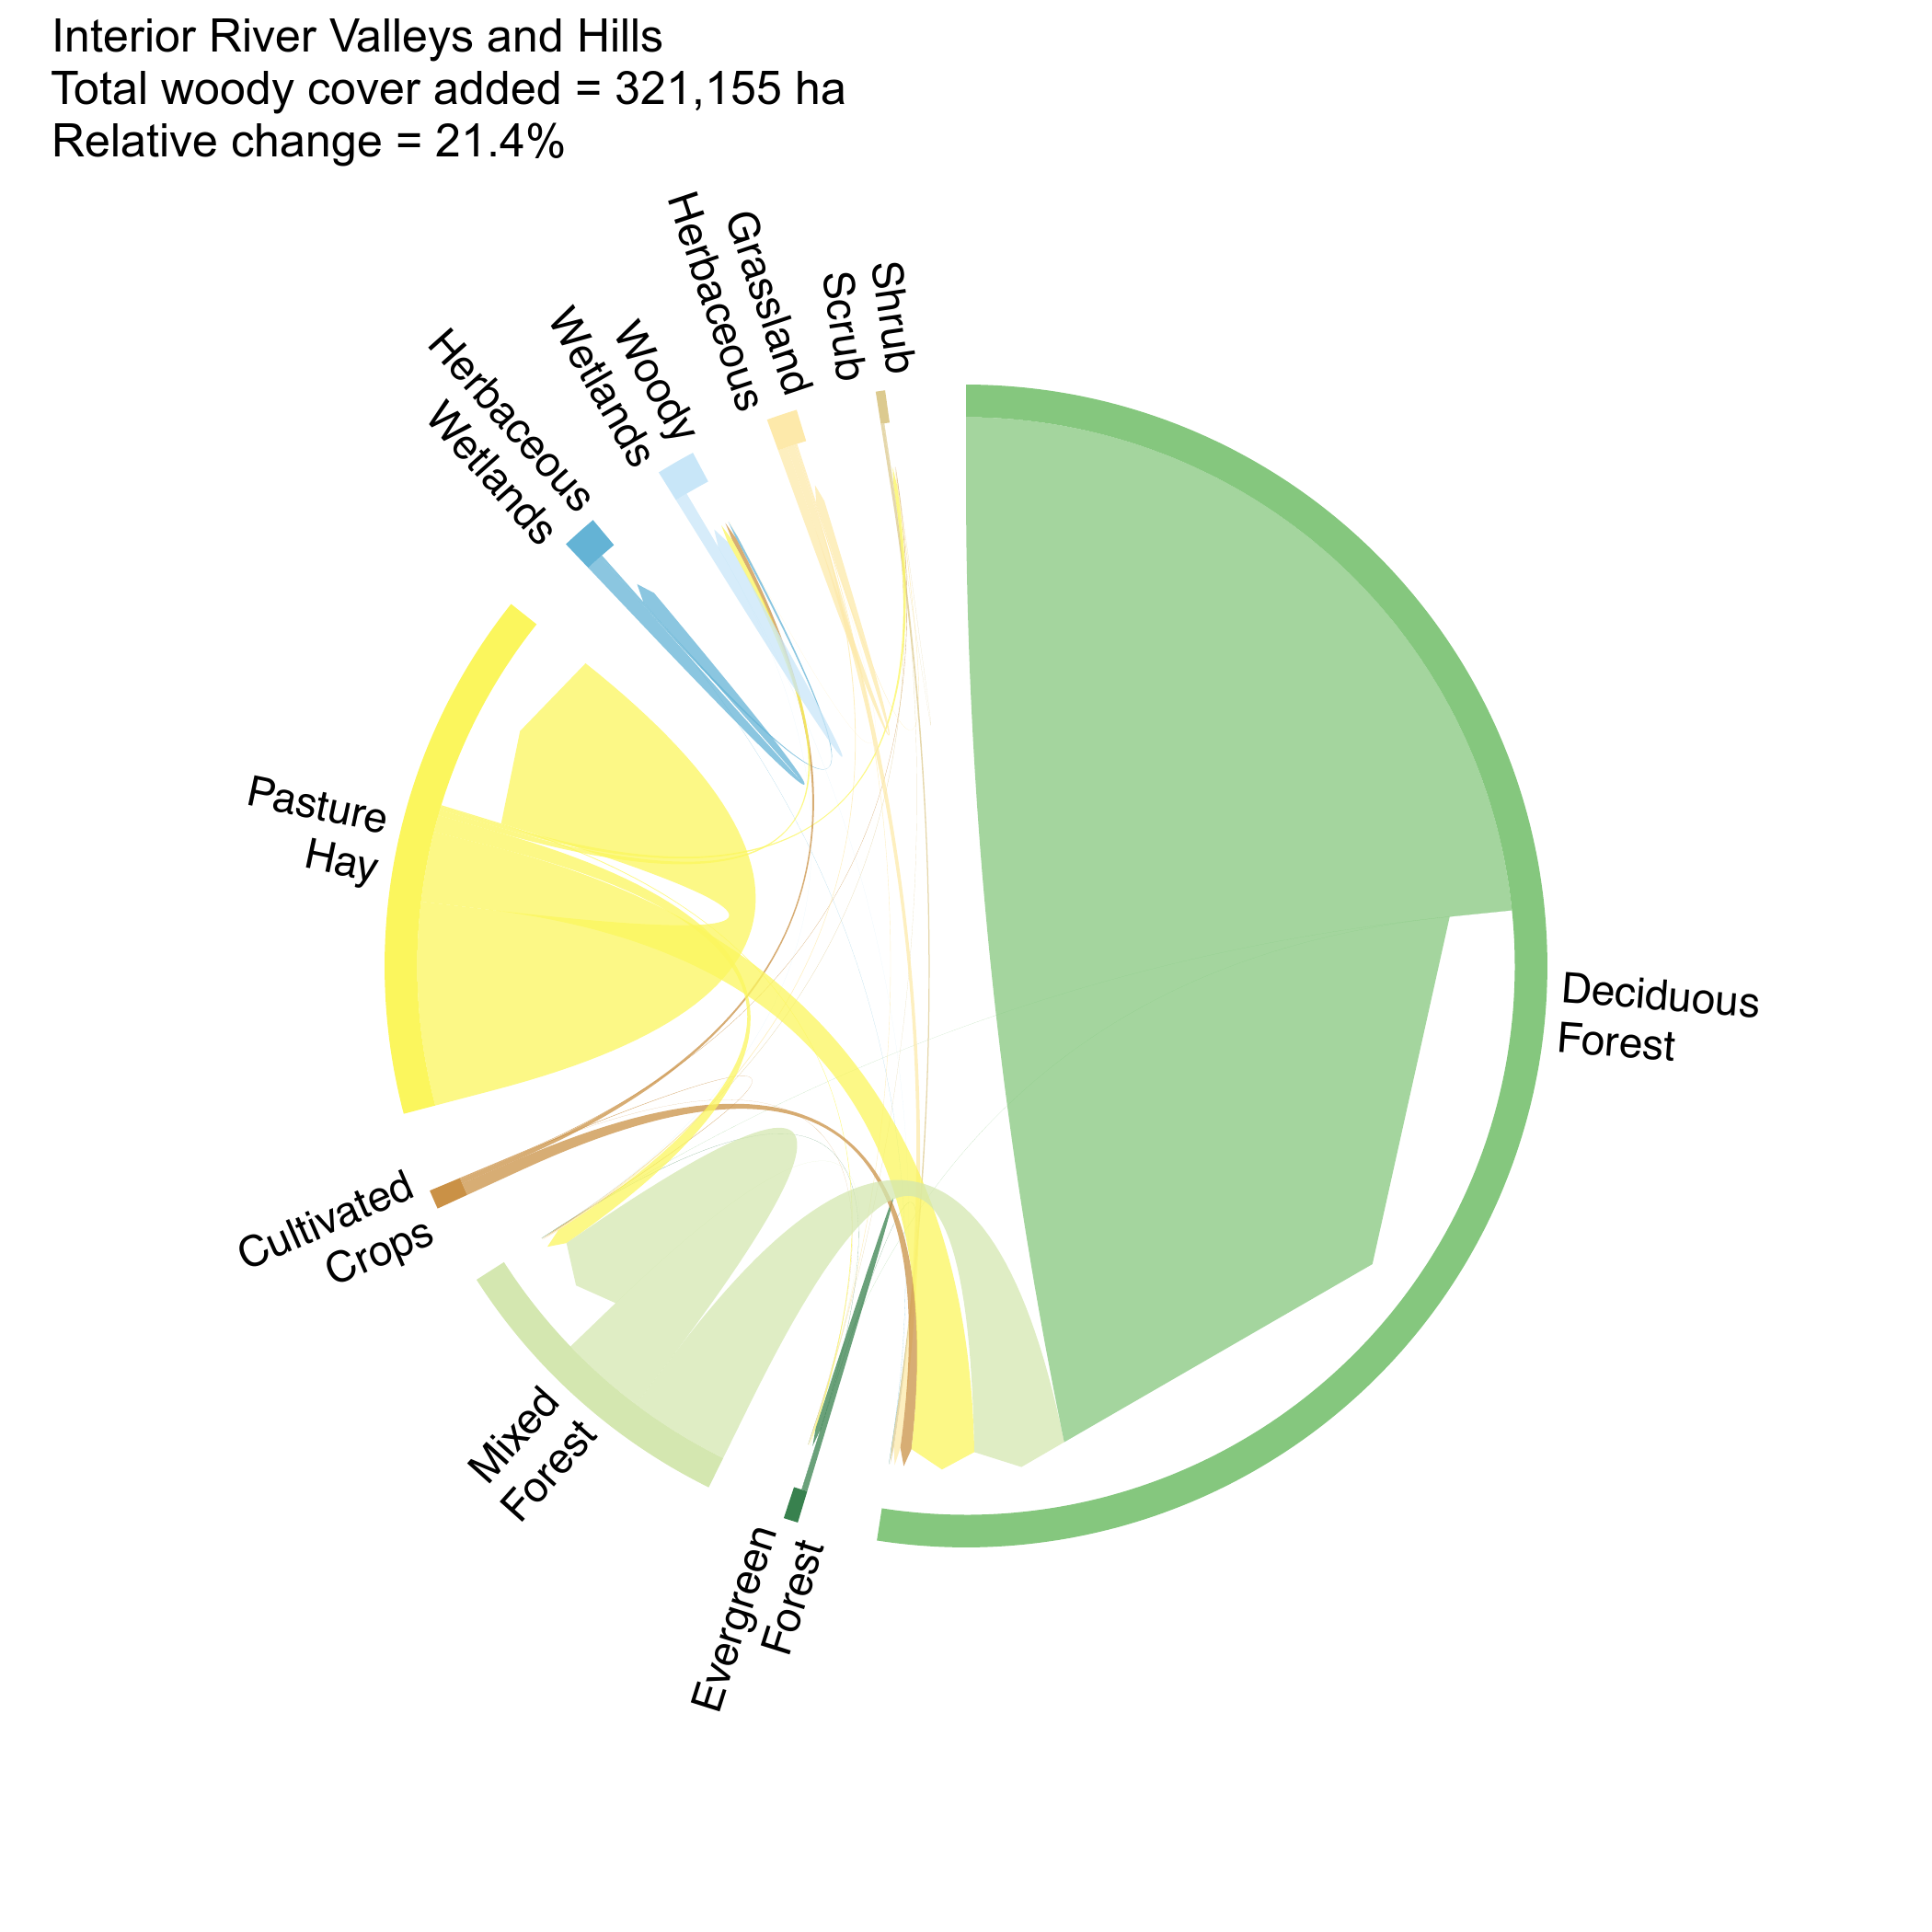 Interior River Valleys and Hills
Total woody cover added = 321,155 ha
Relative change = 21.4%
Shrub
Scrub
Grassland
Herbaceous
Woody
Wetlands
Herbaceous
Wetlands
Pasture
Hay
Cultivated
Crops
Mixed
Forest
Evergreen
Forest
Deciduous
Forest